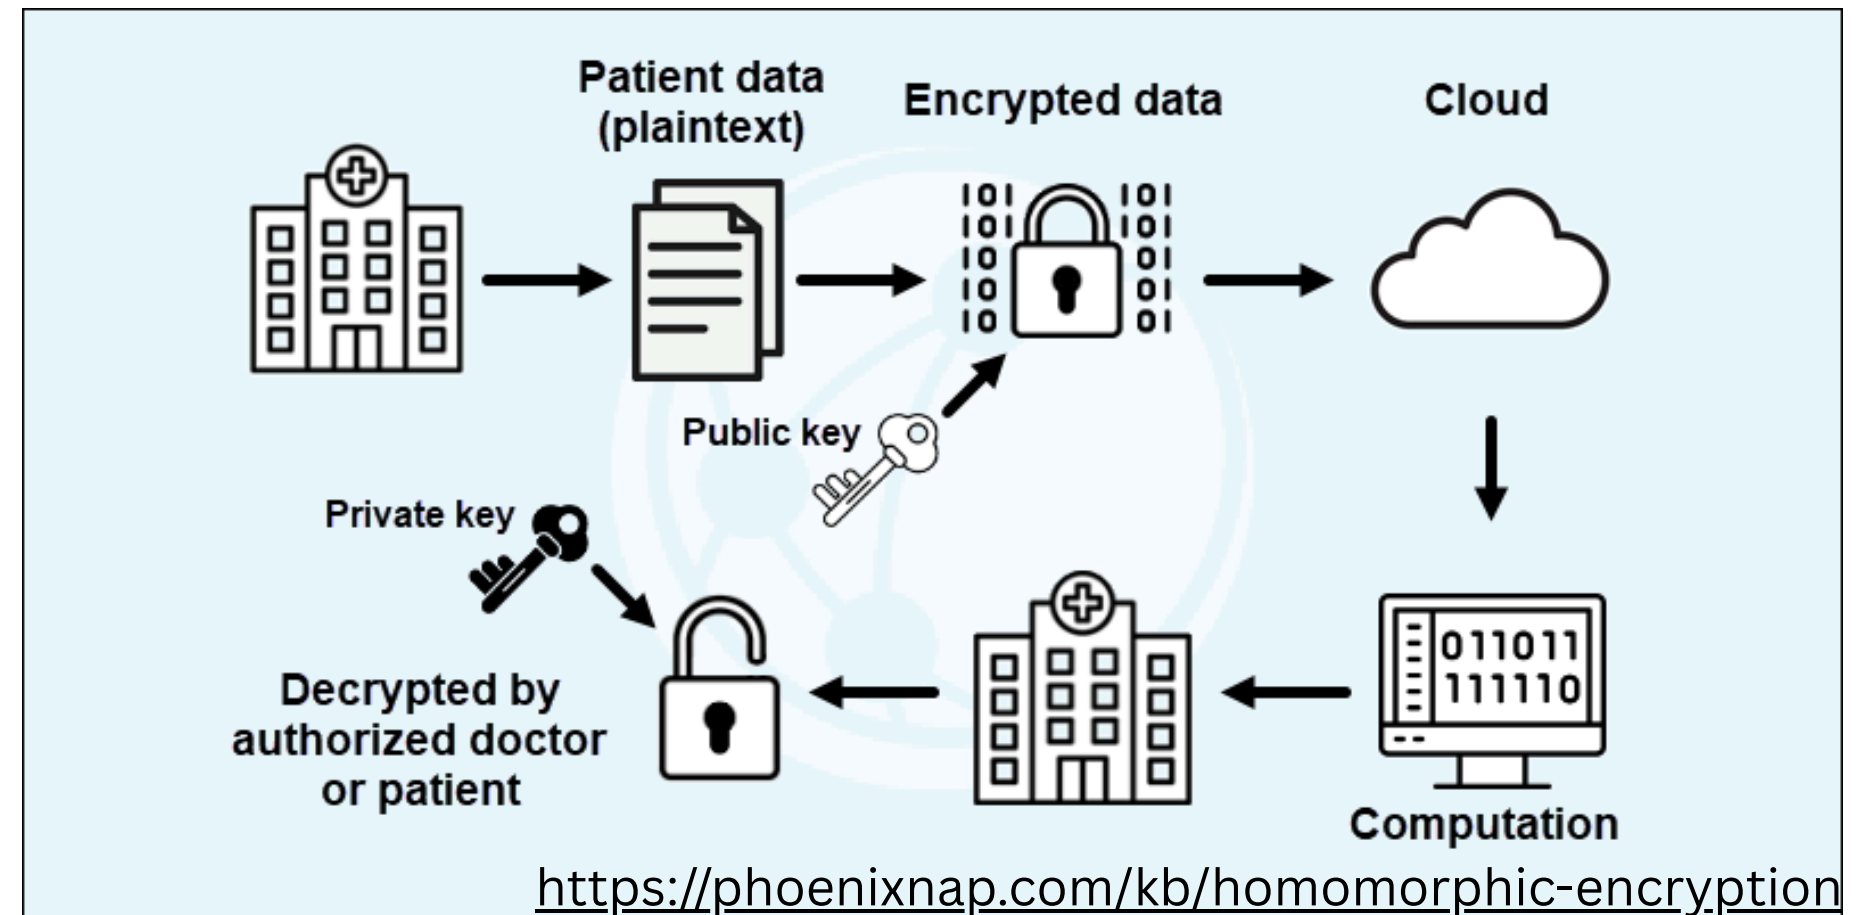 Patient data
(plaintext)
Encrypted data
Cloud
101 101
101 101
10 01
10 01
10 01
Public key
Private key
Decrypted by
authorized doctor
or patient
011011
111110
Computation
https://phoenixnap.com/kb/homomorphic-encryption